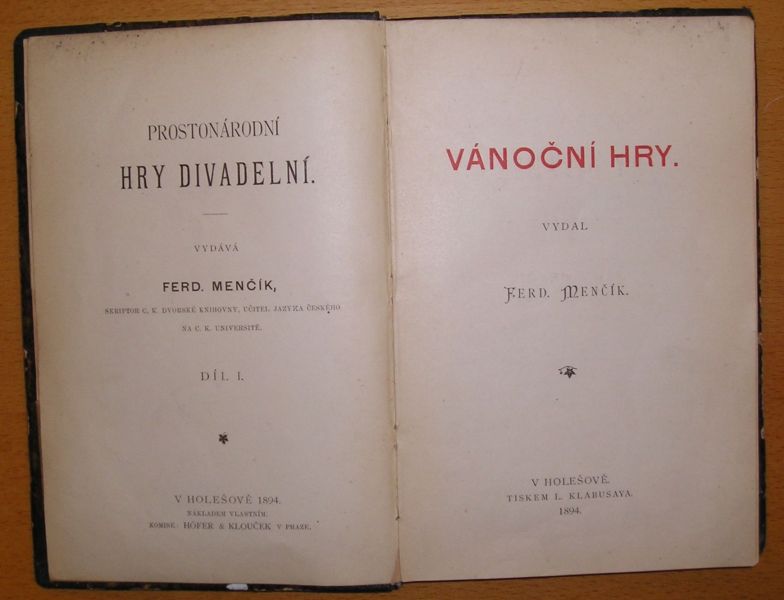 PROSTONÁRODNÍ
HRY DIVADELNÍ.
VYDÁVÁ
FERD. MENČÍK,
SKRIPTOR C. K. DVORSKÉ KNIHOVNY, UČITEL JAZYKA ČESKÉHO
NA C. K. UNIVERSITĚ.
DÍL I.
V HOLEŠOVĚ 1894.
NÁKLADEM VLASTNÍM.
KOMISE: HÖFER & KLOUČEK V PRAZE.
VÁNOČNÍ HRY.
VYDAL
FERD. MENČÍK.
V HOLEŠOVĚ.
TISKEM L. KLABUSAYA.
1894.